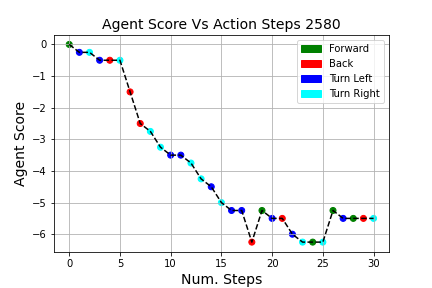 Agent Score Vs Action Steps 2580
Agent Score
0
−1
−2
−3
−4
−5
−6
Forward
Back
Turn Left
Turn Right
0 5 10 15 20 25 30
Num. Steps